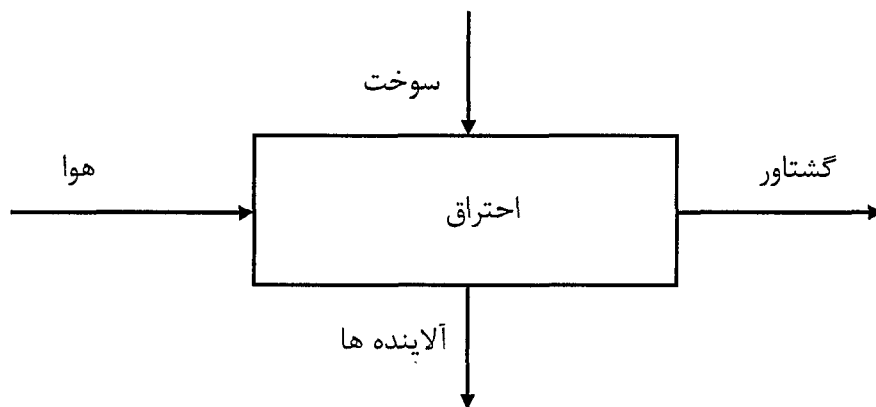 سوخت
هوا
احتراق
گشتاور
آلاینده ها